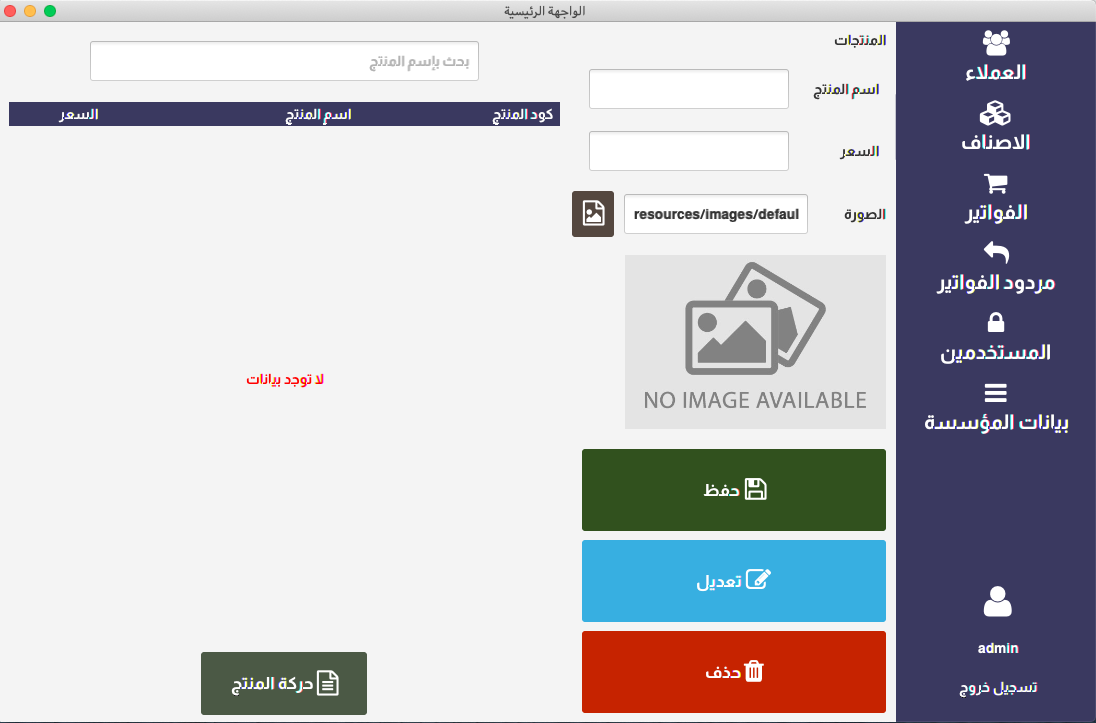 الواجهة الرئيسية
العملاء
الاصناف
الفواتير
مردود الفواتير
المستخدمين
بيانات المؤسسة
admin
تسجيل خروج
المنتجات
اسم المنتج
السعر
الصورة
resources/images/defaul
NO IMAGE AVAILABLE
حفظ
تعديل
حذف
بحث بإسم المنتج
كود المنتج اسم المنتج السعر
لا توجد بيانات
حركة المنتج